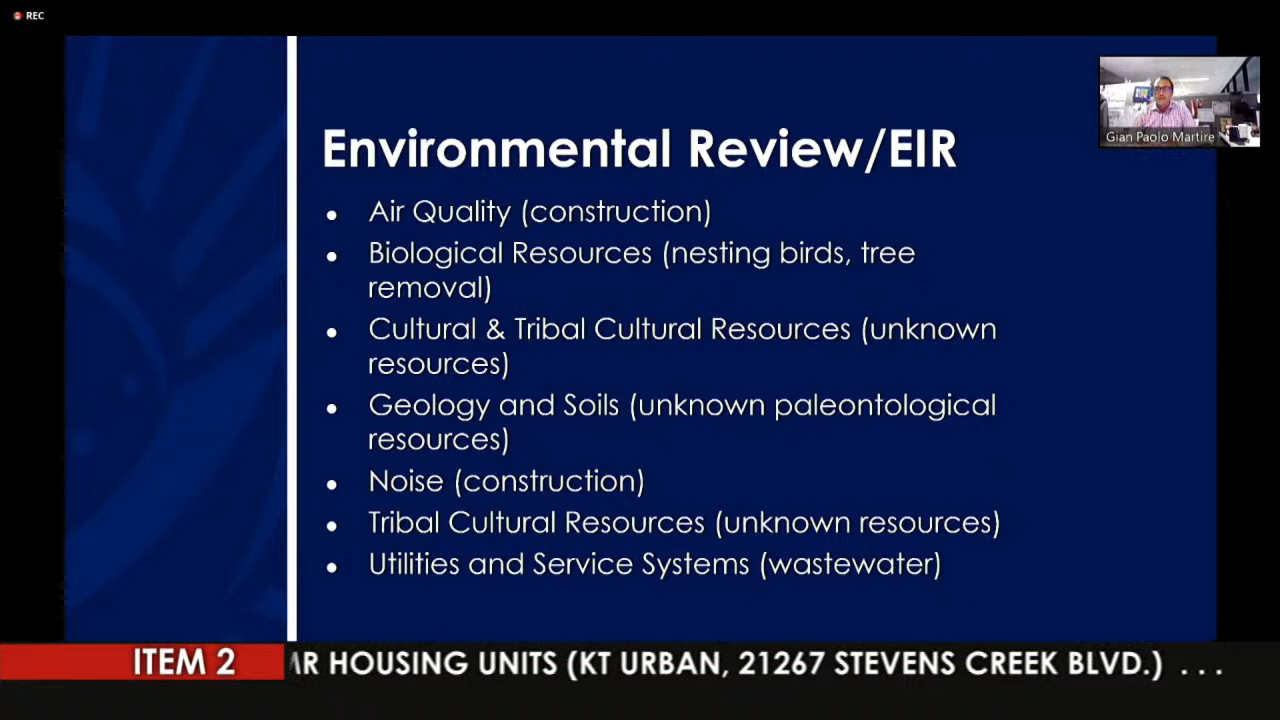 REC
Environmental Review/EIR
• Air Quality (construction)
• Biological Resources (nesting birds, tree
removal)
• Cultural & Tribal Cultural Resources (unknown
resources)
• Geology and Soils (unknown paleontological
resources)
• Noise (construction)
• Tribal Cultural Resources (unknown resources)
• Utilities and Service Systems (wastewater)
Gian Paolo Martire
ITEM 2
HOUSING UNITS (KT URBAN, 21267 STEVENS CREEK BLVD.) . . .